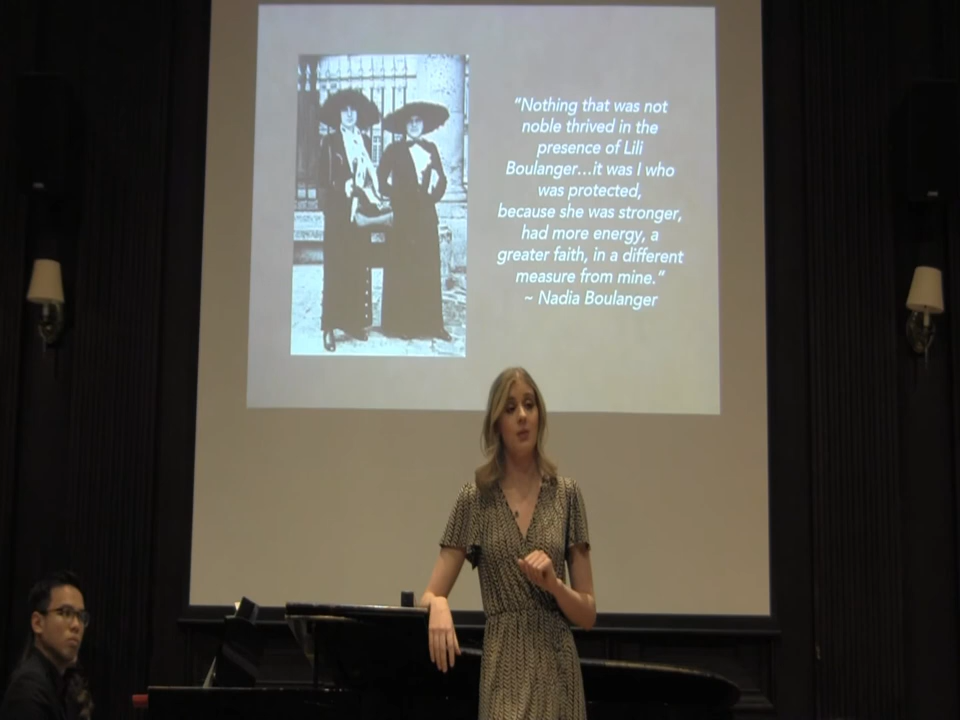 “Nothing that was not
noble thrived in the
presence of Lili
Boulanger...it was I who
was protected,
because she was stronger,
had more energy, a
greater faith, in a different
measure from mine.”
~ Nadia Boulanger